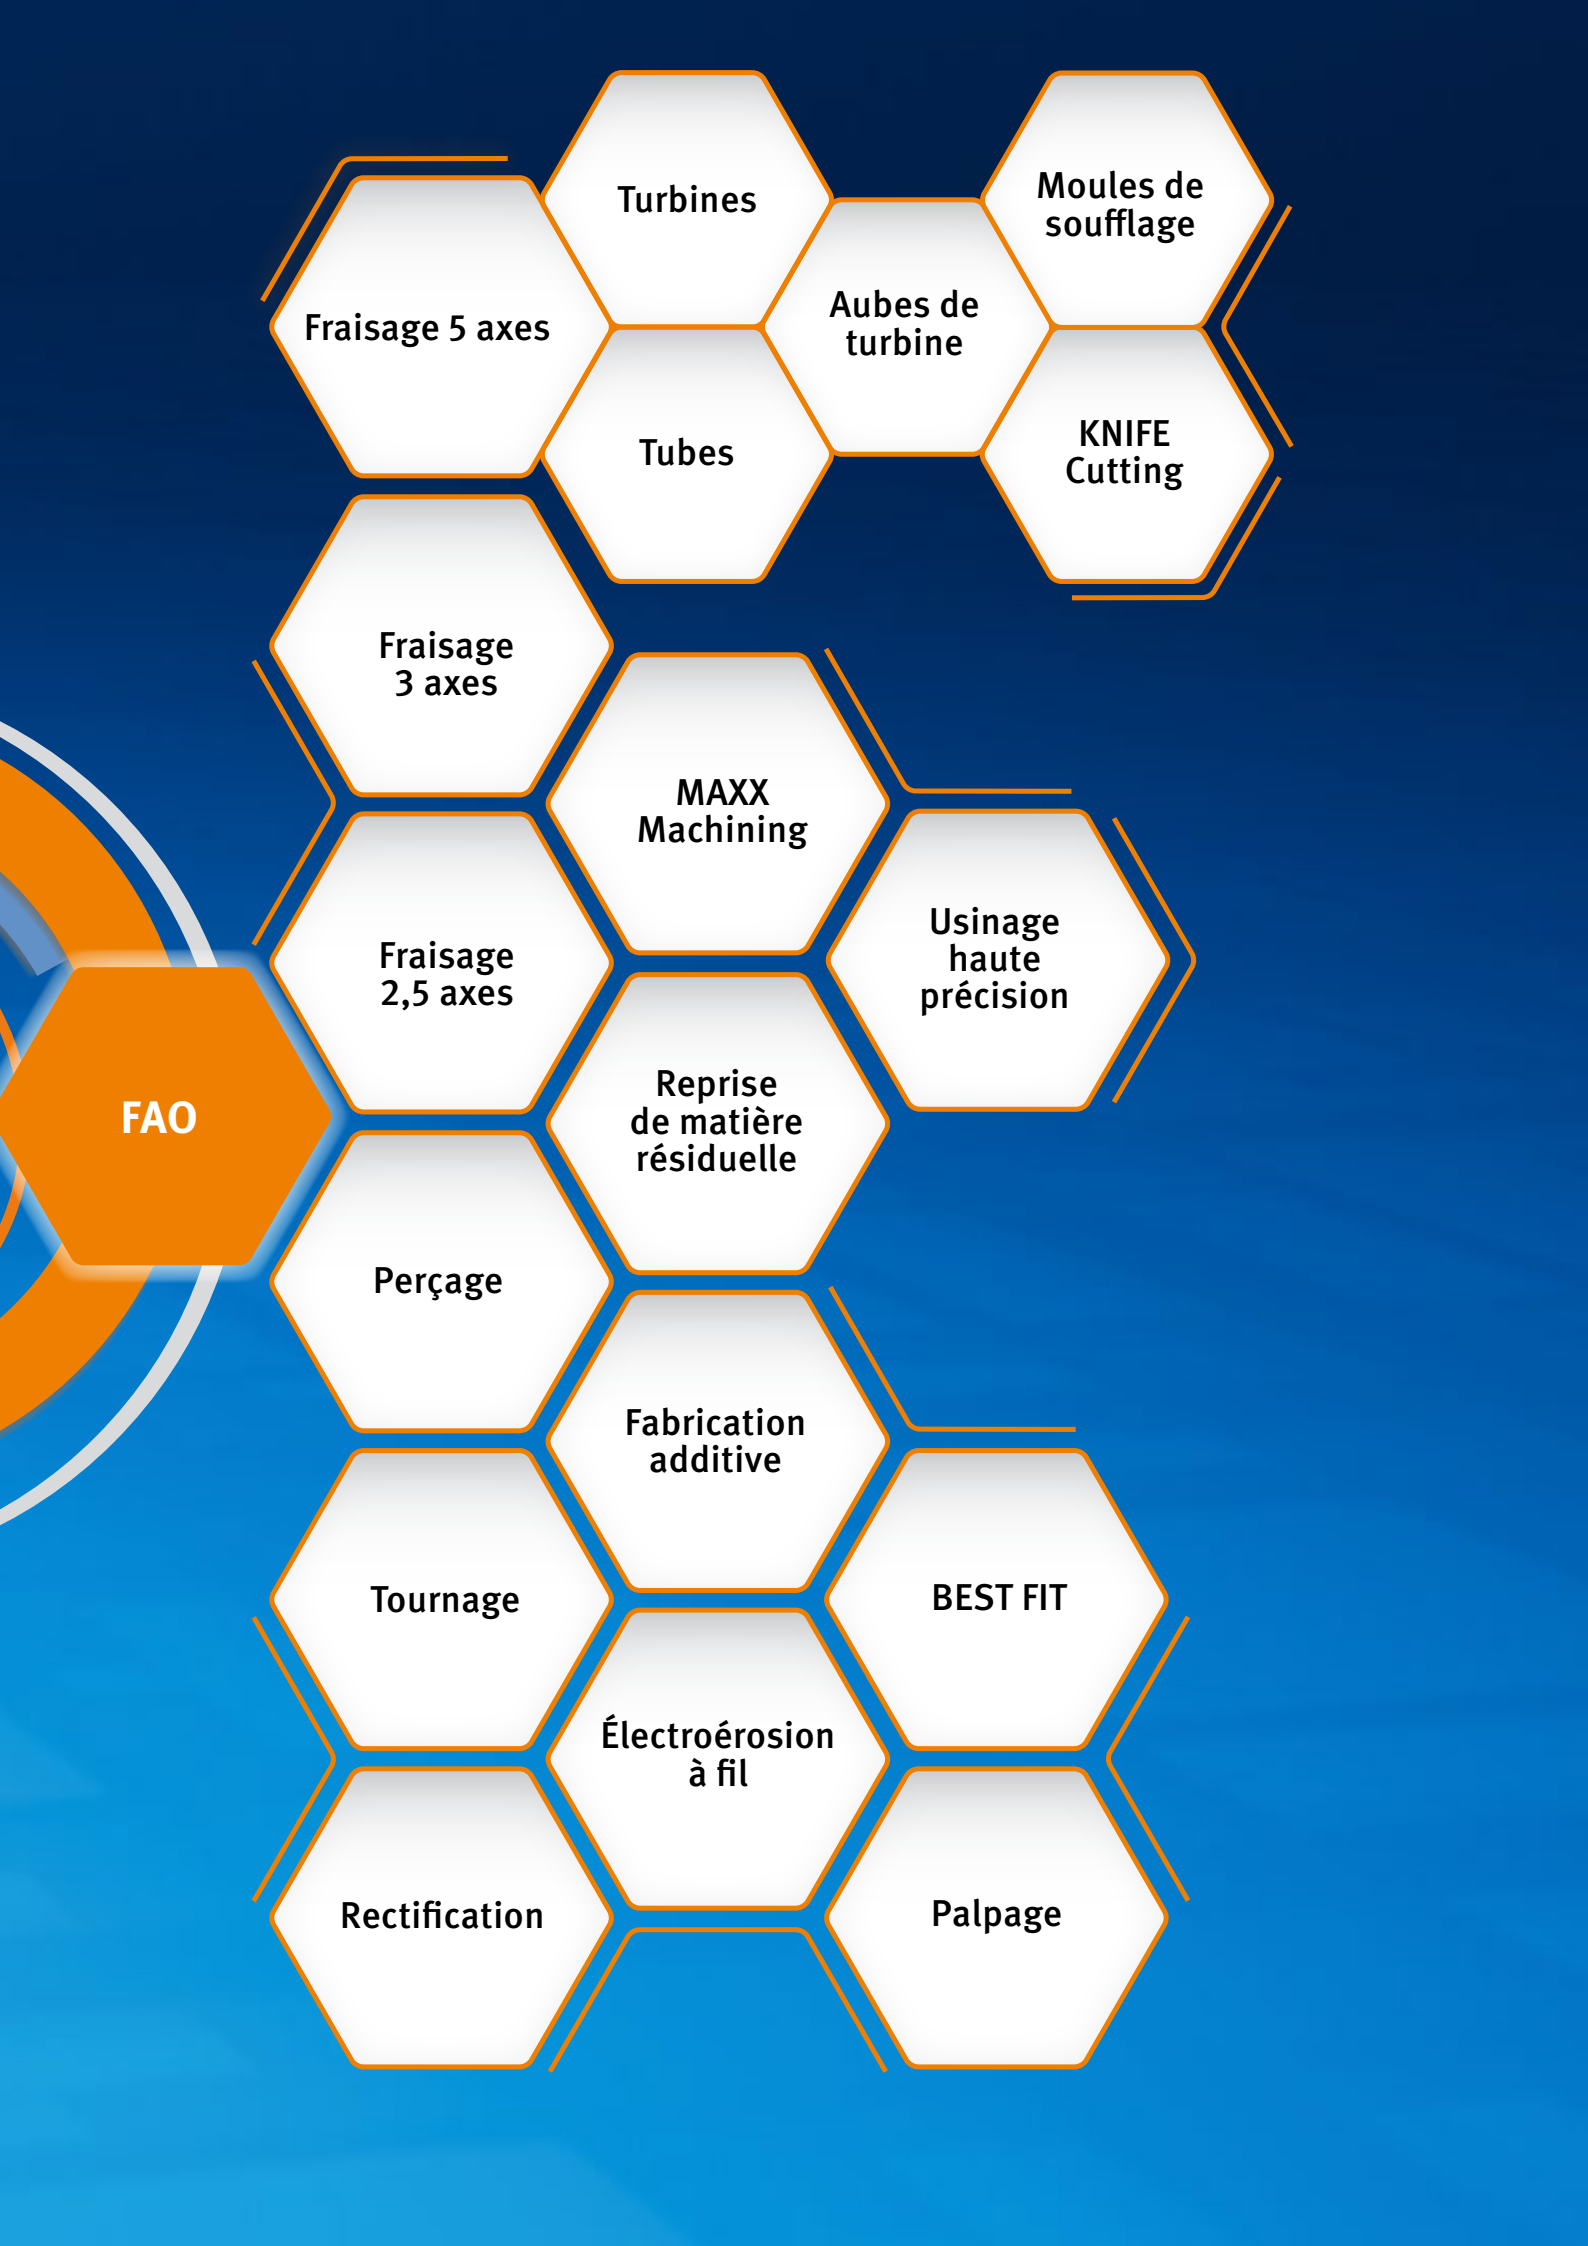 Turbines
Moules de
soufflage
Fraisage 5 axes
Aubes de
turbine
Tubes
KNIFE
Cutting
Fraisage
3 axes
MAXX
Machining
Usinage
haute
précision
Fraisage
2,5 axes
FAO
Reprise
de matière
résiduelle
Perçage
Fabrication
additive
Tournage
BEST FIT
Électroérosion
à fil
Rectification
Palpage